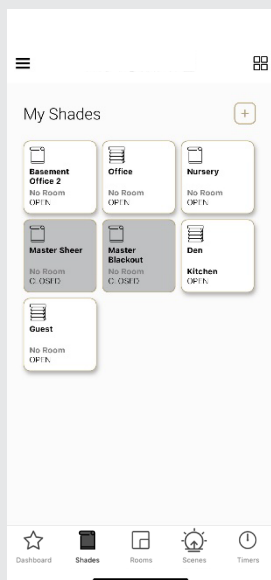 My Shades
Basement
Office 2
No Room
OPEN
Office
No Room
OPEN
Nursery
No Room
OPEN
Master Sheer
No Room
CLOSED
Master
Blackout
No Room
CLOSED
Den
Kitchen
OPEN
Guest
No Room
OPEN
Dashboard
Shades
Rooms
Scenes
Timers